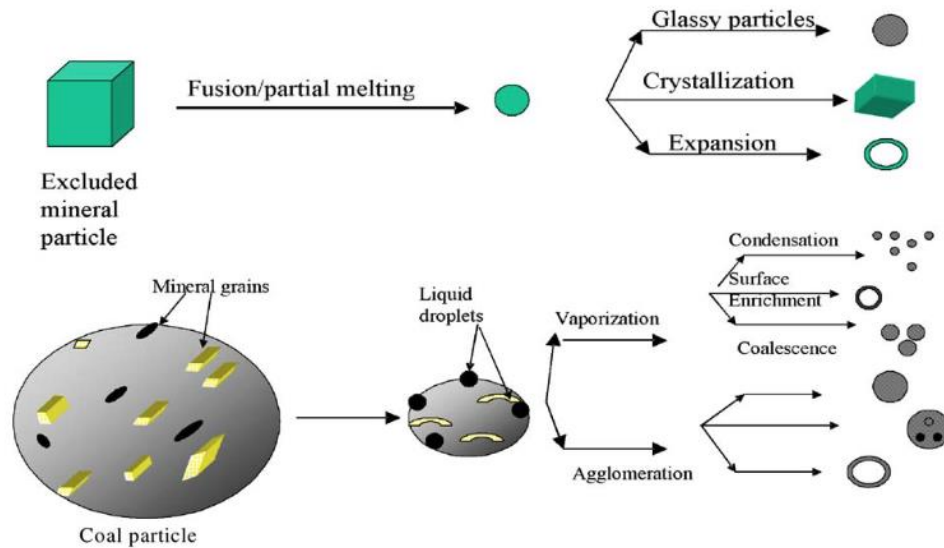 Glassy particles
Fusion/partial melting
Crystallization
Expansion
Excluded
mineral
particle
Mineral grains
Liquid
droplets
Vaporization
Condensation
Surface
Enrichment
Coalescence
Agglomeration
Coal particle